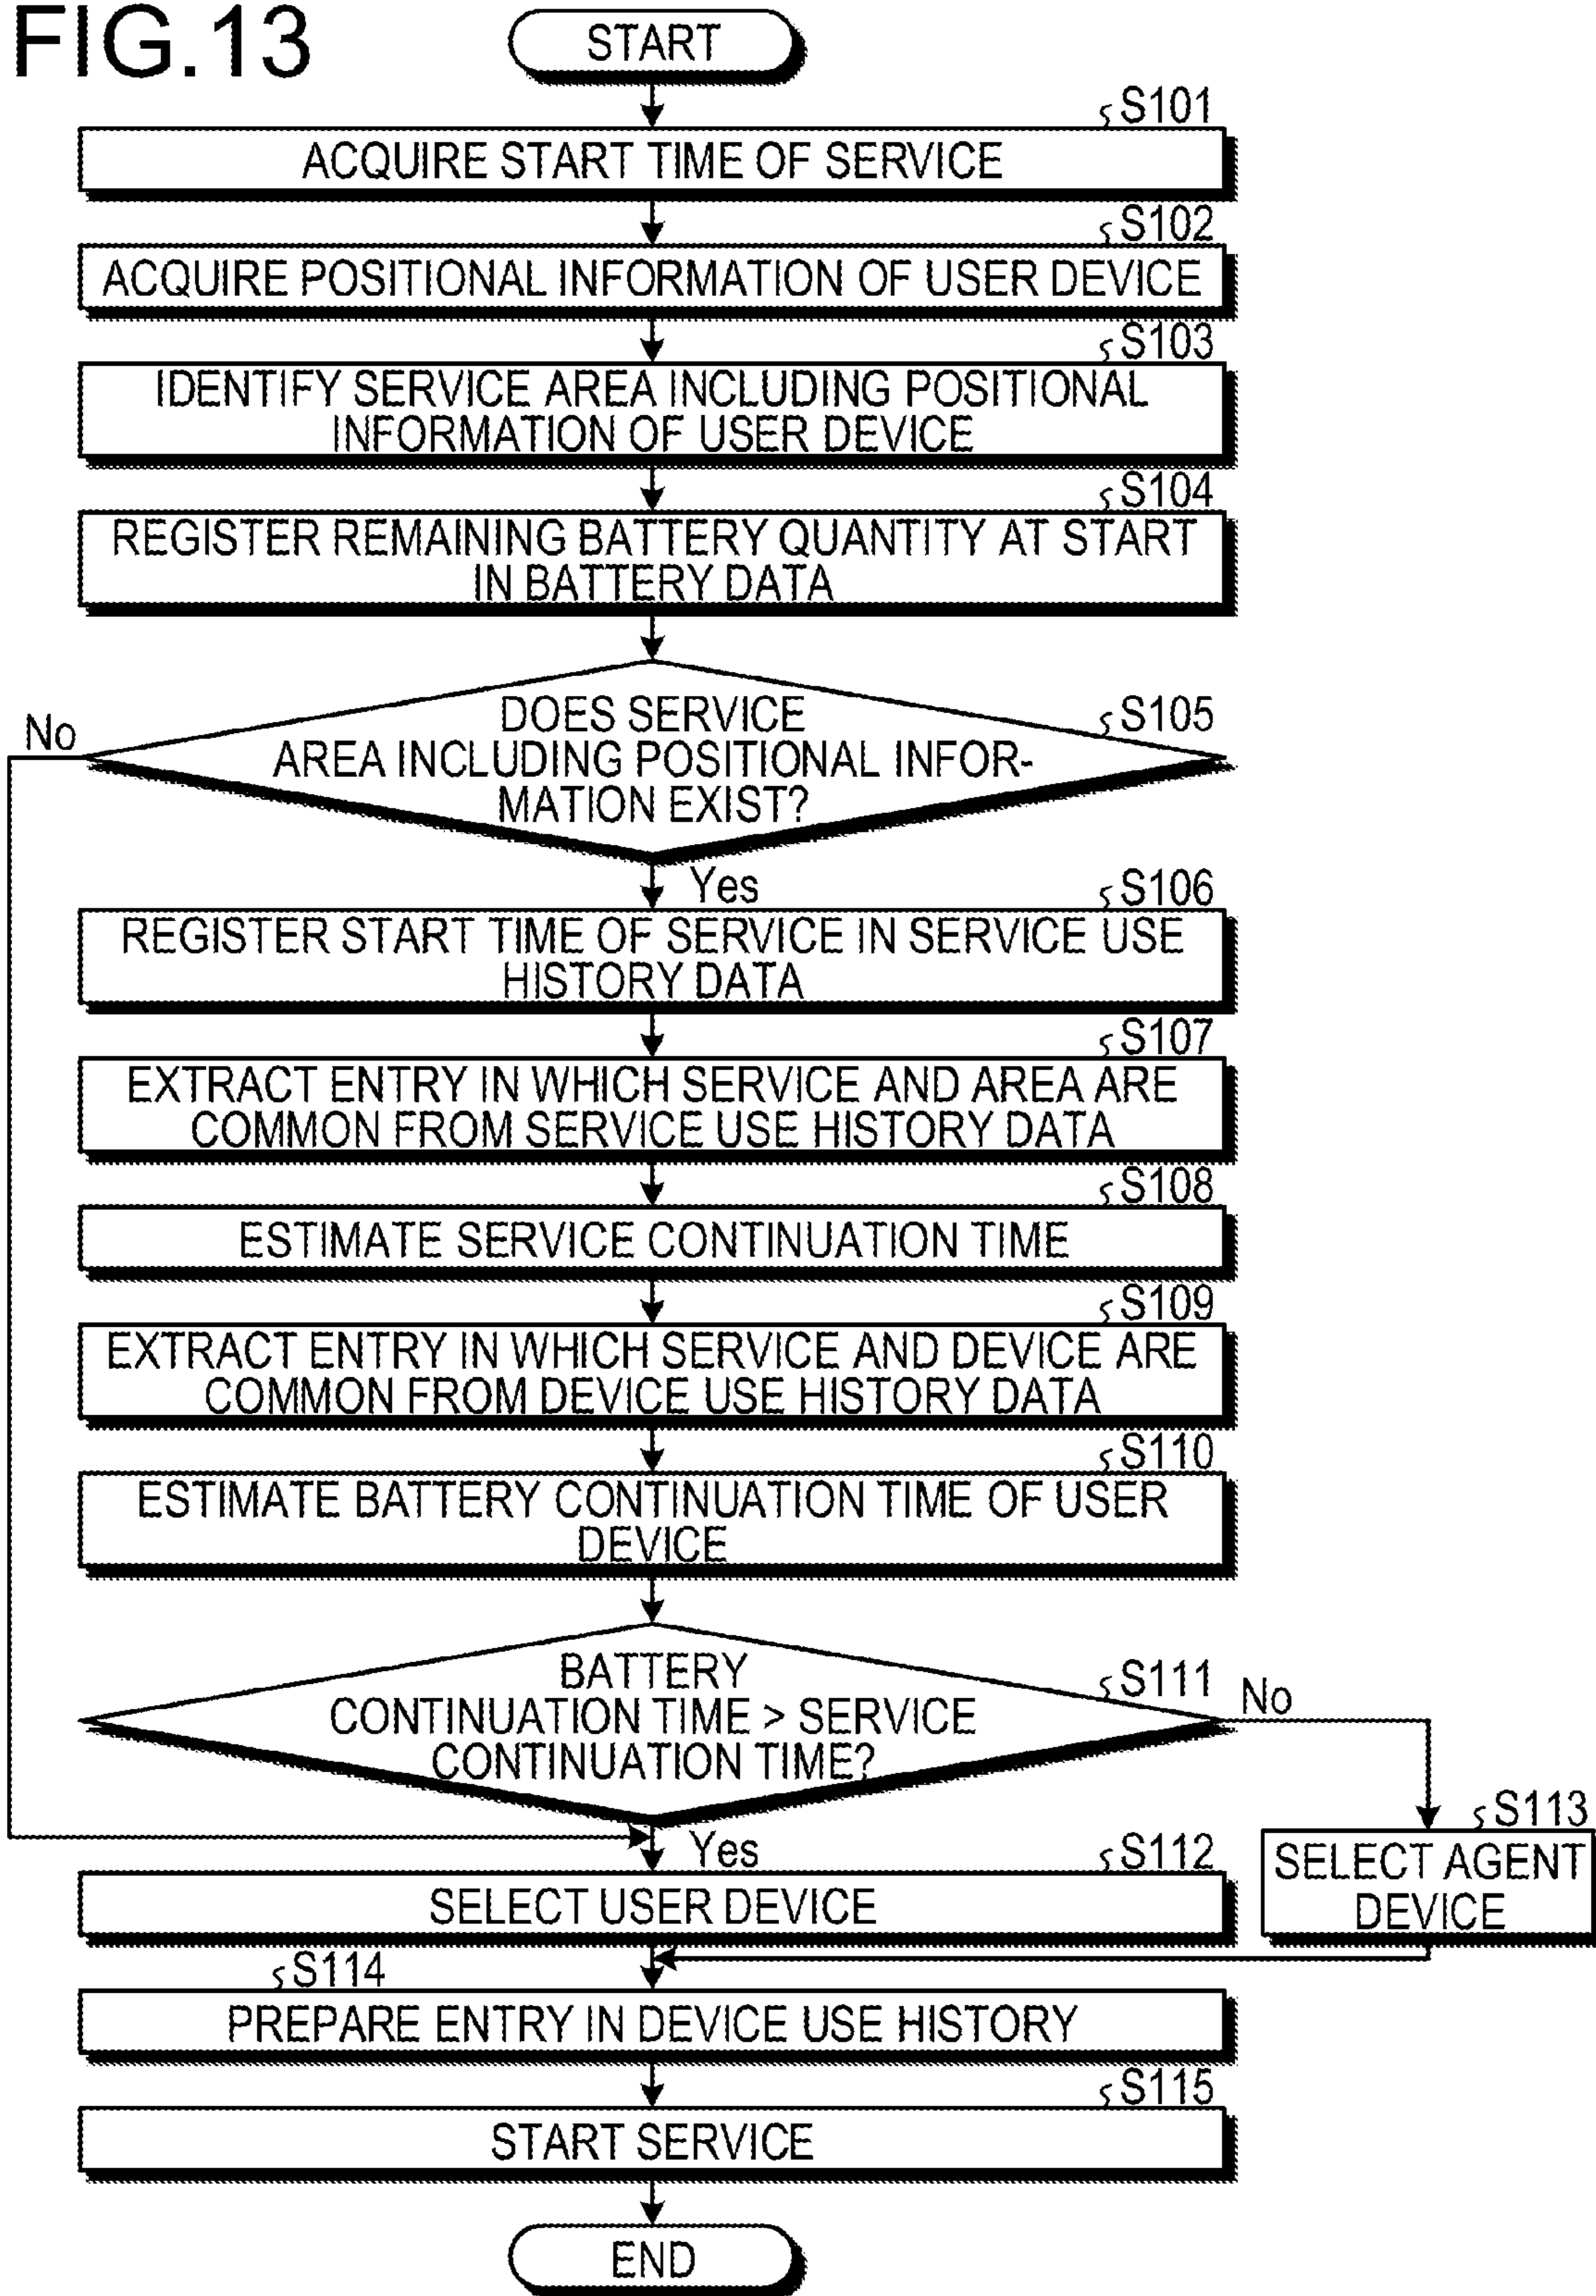 FIG.13
START
S101
ACQUIRE START TIME OF SERVICE
S102
ACQUIRE POSITIONAL INFORMATION OF USER DEVICE
S103
IDENTIFY SERVICE AREA INCLUDING POSITIONAL
INFORMATION OF USER DEVICE
S104
REGISTER REMAINING BATTERY QUANTITY AT START
IN BATTERY DATA
S105
DOES SERVICE
AREA INCLUDING POSITIONAL INFOR-
MATION EXIST?
No
Yes
S106
REGISTER START TIME OF SERVICE IN SERVICE USE
HISTORY DATA
S107
EXTRACT ENTRY IN WHICH SERVICE AND AREA ARE
COMMON FROM SERVICE USE HISTORY DATA
S108
ESTIMATE SERVICE CONTINUATION TIME
S109
EXTRACT ENTRY IN WHICH SERVICE AND DEVICE ARE
COMMON FROM DEVICE USE HISTORY DATA
S110
ESTIMATE BATTERY CONTINUATION TIME OF USER
DEVICE
S111
BATTERY
CONTINUATION TIME > SERVICE
CONTINUATION TIME?
No
Yes
S112
SELECT USER DEVICE
S113
SELECT AGENT
DEVICE
S114
PREPARE ENTRY IN DEVICE USE HISTORY
S115
START SERVICE
END